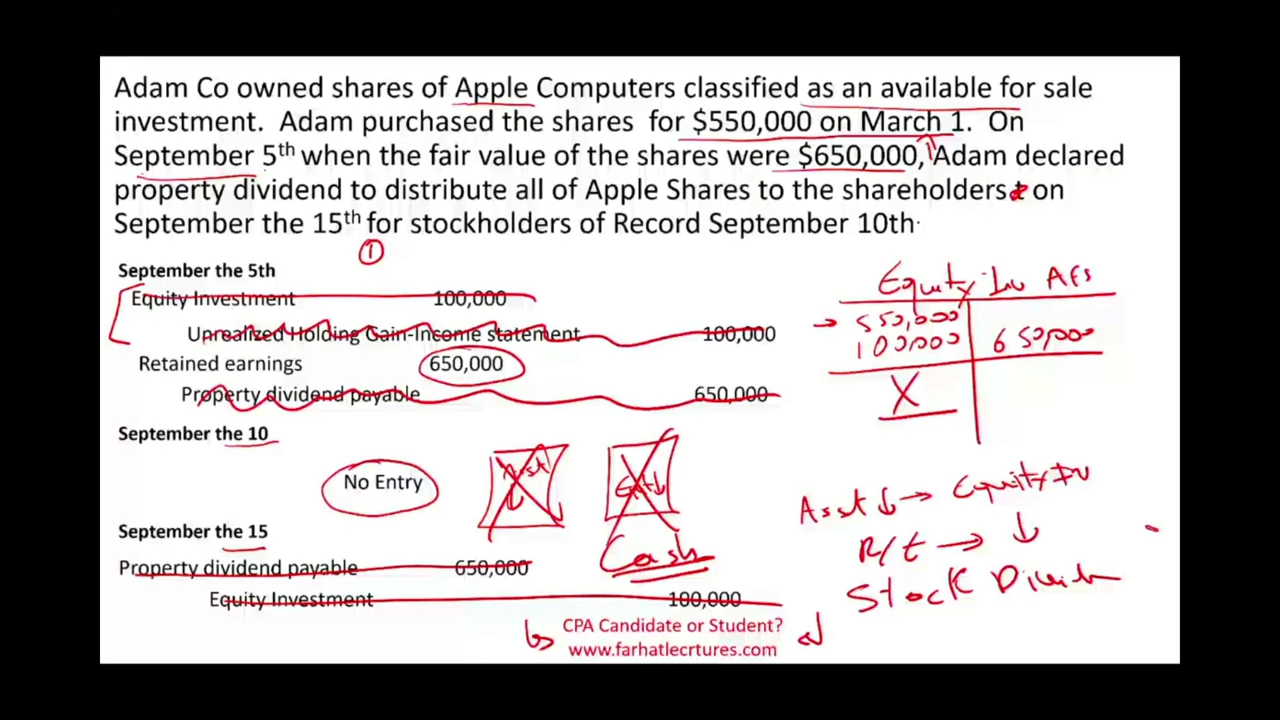 Adam Co owned shares of Apple Computers classified as an available for sale
investment. Adam purchased the shares for $550,000 on March 1. On
September 5th when the fair value of the shares were $650,000, Adam declared
property dividend to distribute all of Apple Shares to the shareholders on
September the 15th for stockholders of Record September 10th
1
September the 5th
Equity Investment 100,000
Unrealized Holding Gain-Income statement 100,000
Retained earnings 650,000
Property dividend payable 650,000
Equity Inv AFS
550,000
100,000 650,000
X
September the 10
No Entry
Asset ↓ → Equity Inv
September the 15
R/E → ↓
Cash
Property dividend payable 650,000
Stock
Equity Investment 100,000
CPA Candidate or Student?
www.farhatlecrtures.com